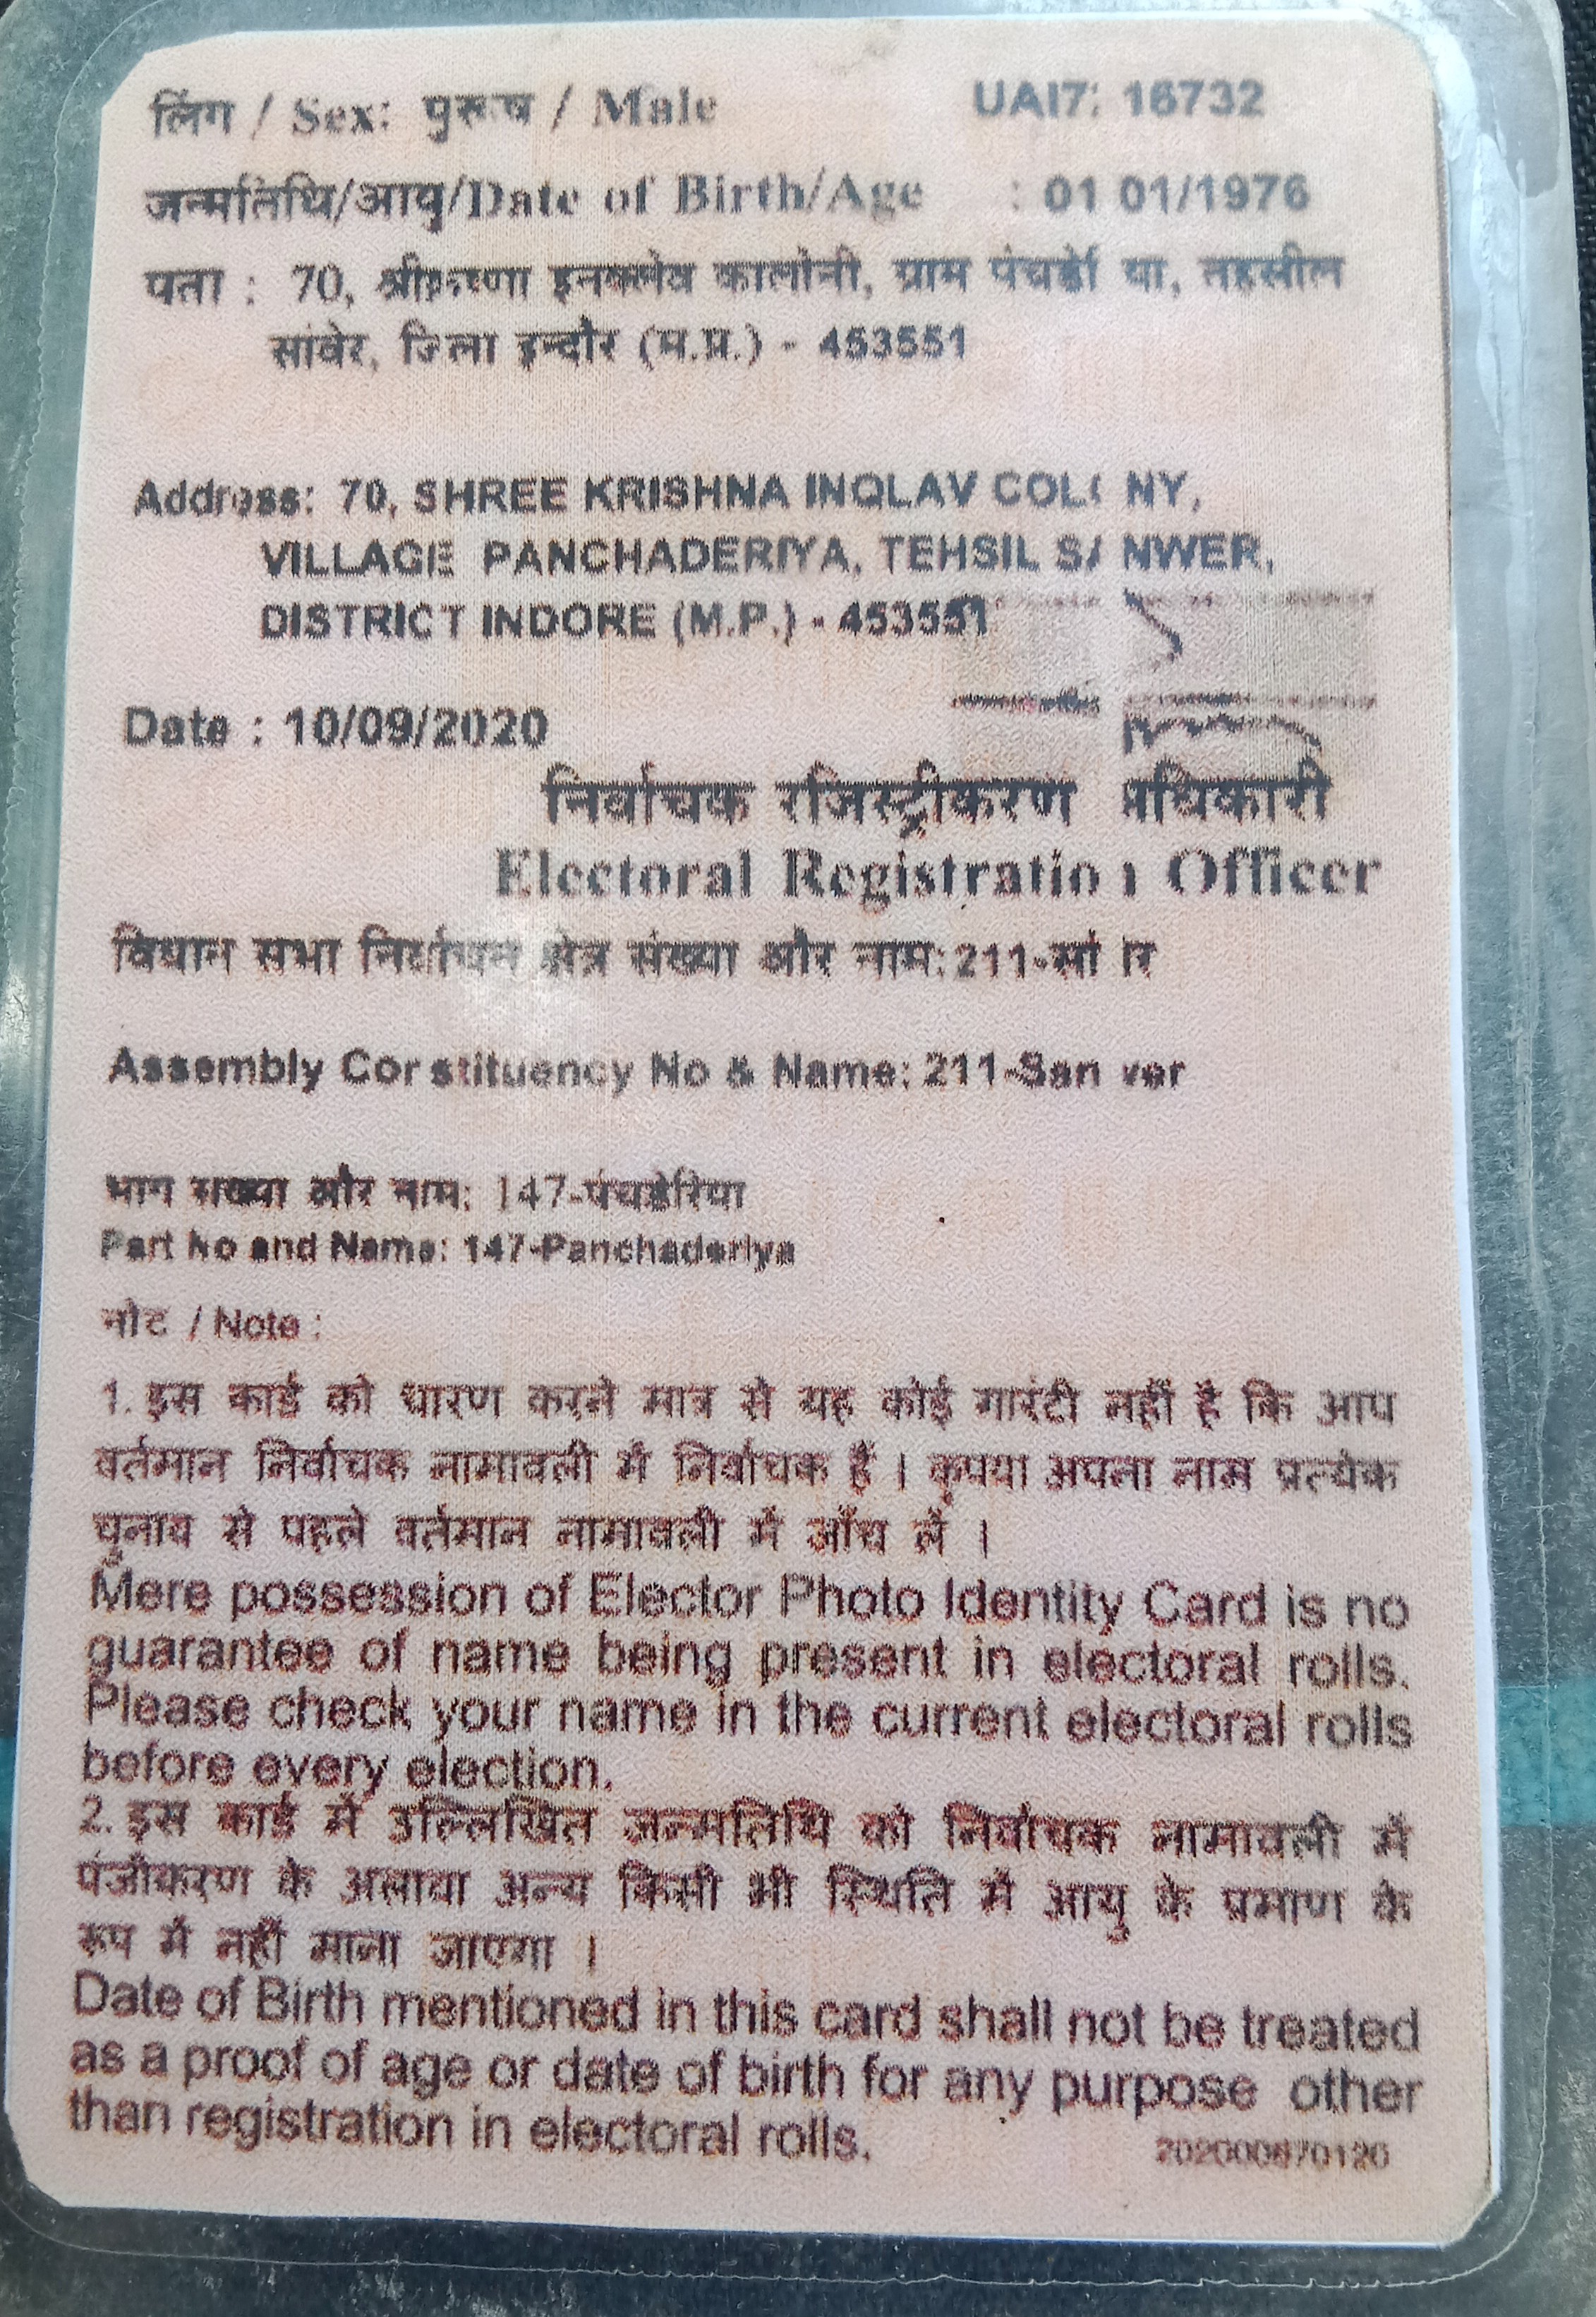 लिंग / Sex: पुरूष / Male UAI7 16732
जन्मतिथि/आयु/Date of Birth/Age : 01 01/1976
पता : 70, इनक्लेव कालोनी, ग्राम तहसील
सांवेर, जिला इन्दौर (म.प्र.) - 453551
Address: 70, SHREE KRISHNA INQLAV COL NY,
VILLAGE PANCHADERIYA, TEHSIL S NWER,
DISTRICT INDORE (M.P.) - 453551
Date : 10/09/2020
निर्वाचक रजिस्ट्रीकरण अधिकारी
Electoral Registration Officer
विधान सभा निर्वाचन क्षेत्र संख्या और नाम: 211-
Assembly Constituency No & Name: 211-San ver
भाग संख्या और नाम: 147-पंचडेरिया
Part No and Name: 147-Panchaderiya
नोट / Note :
1. इस कार्ड को धारण करने मात्र से यह कोई गारंटी नहीं है कि आप
वर्तमान निर्वाचक नामावली में निर्वाचक हैं । कृपया अपना नाम प्रत्येक
चुनाव से पहले वर्तमान नामावली में जाँच लें ।
Mere possession of Elector Photo Identity Card is no
guarantee of name being present in electoral rolls.
Please check your name in the current electoral rolls
before every election.
2. इस कार्ड में उल्लिखित जन्मतिथि को निर्वाचक नामावली में
पंजीकरण के अलावा अन्य किसी भी स्थिति में आयु के प्रमाण के
रूप में नहीं माना जाएगा ।
Date of Birth mentioned in this card shall not be treated
as a proof of age or date of birth for any purpose other
than registration in electoral rolls.